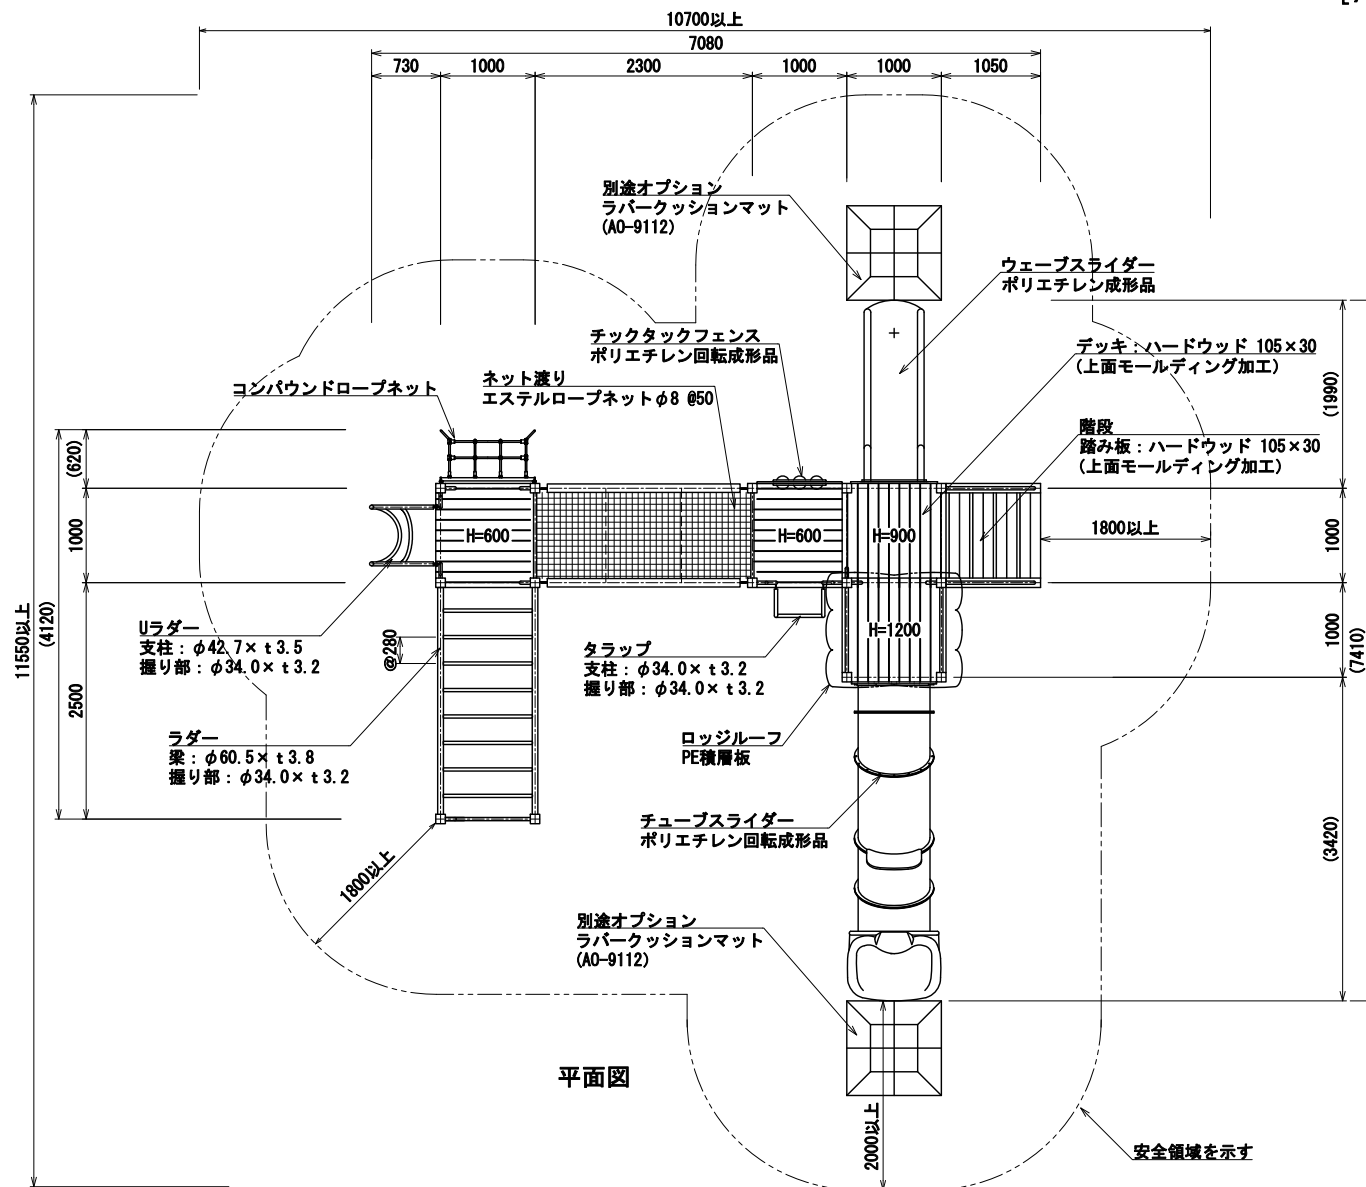 10700以上
7080
730
1000
2300
1000
1000
1050
別途オプション
ラバークッションマット
(AO-9112)
ウェーブスライダー
ポリエチレン成形品
チックタックフェンス
ポリエチレン回転成形品
デッキ：ハードウッド 105×30
(上面モールディング加工)
コンパウンドロープネット
ネット渡り
エステルロープネットφ8 @50
(1990)
階段
踏み板：ハードウッド 105×30
(上面モールディング加工)
(620)
1000
H=600
H=600
H=900
1800以上
1000
11550以上
(4120)
Uラダー
支柱：φ42.7×t3.5
握り部：φ34.0×t3.2
@280
タラップ
支柱：φ34.0×t3.2
握り部：φ34.0×t3.2
H=1200
1000
(7410)
2500
ラダー
梁：φ60.5×t3.8
握り部：φ34.0×t3.2
ロッジルーフ
PE積層板
チューブスライダー
ポリエチレン回転成形品
(3420)
1800以上
別途オプション
ラバークッションマット
(AO-9112)
平面図
2000以上
安全領域を示す